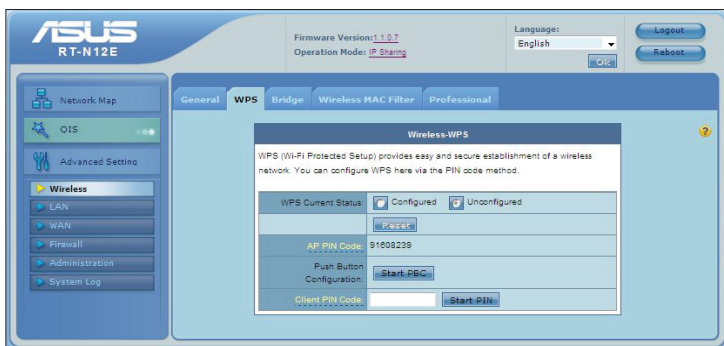 ASUS
RT-N12E
Firmware Version:1.1.0.7
Operation Mode: IP Sharing
Language:
English
OK
Logout
Reboot
Network Map
QIS
Advanced Setting
Wireless
LAN
WAN
Firewall
Administration
System Log
General WPS Bridge Wireless MAC Filter Professional
Wireless-WPS
WPS (Wi-Fi Protected Setup) provides easy and secure establishment of a wireless
network. You can configure WPS here via the PIN code method.
WPS Current Status: Configured Unconfigured
Reset
AP PIN Code: 91608239
Push Button
Configuration: Start PBC
Client PIN Code: Start PIN
?